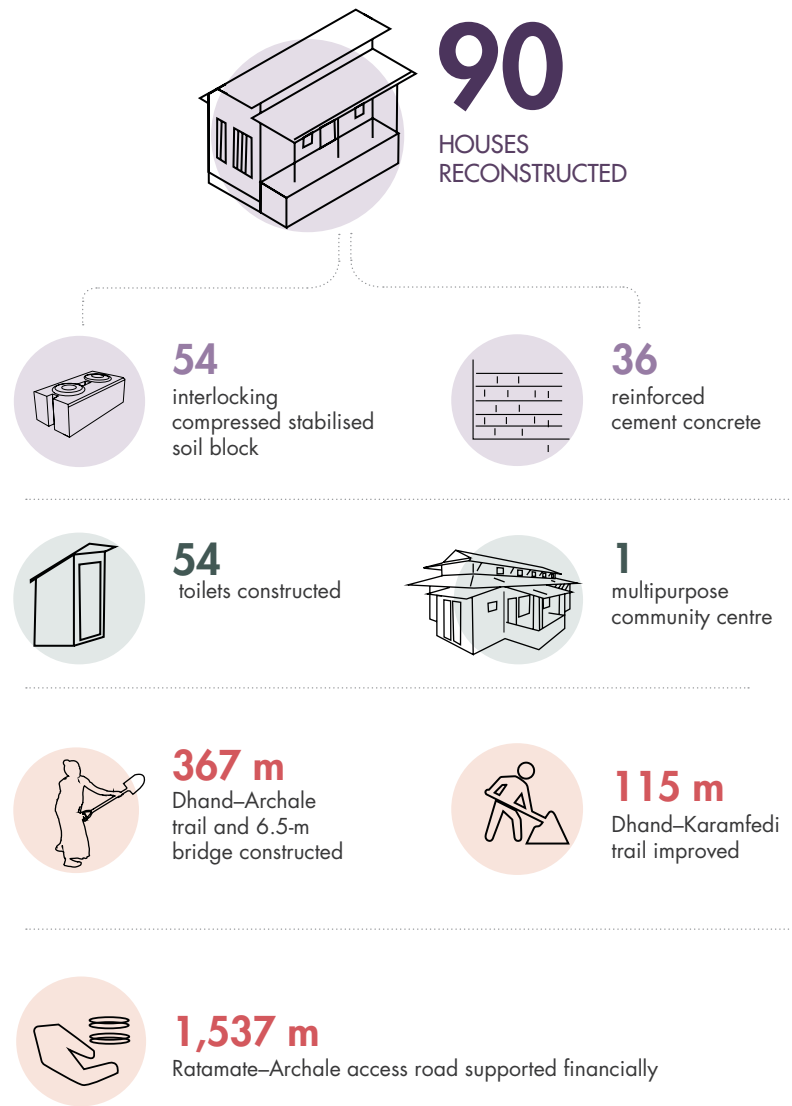 90
HOUSES
RECONSTRUCTED
54
interlocking
compressed stabilised
soil block
36
reinforced
cement concrete
54
toilets constructed
1
multipurpose
community centre
367 m
Dhand–Archale
trail and 6.5-m
bridge constructed
115 m
Dhand–Karamfedi
trail improved
1,537 m
Ratamate–Archale access road supported financially